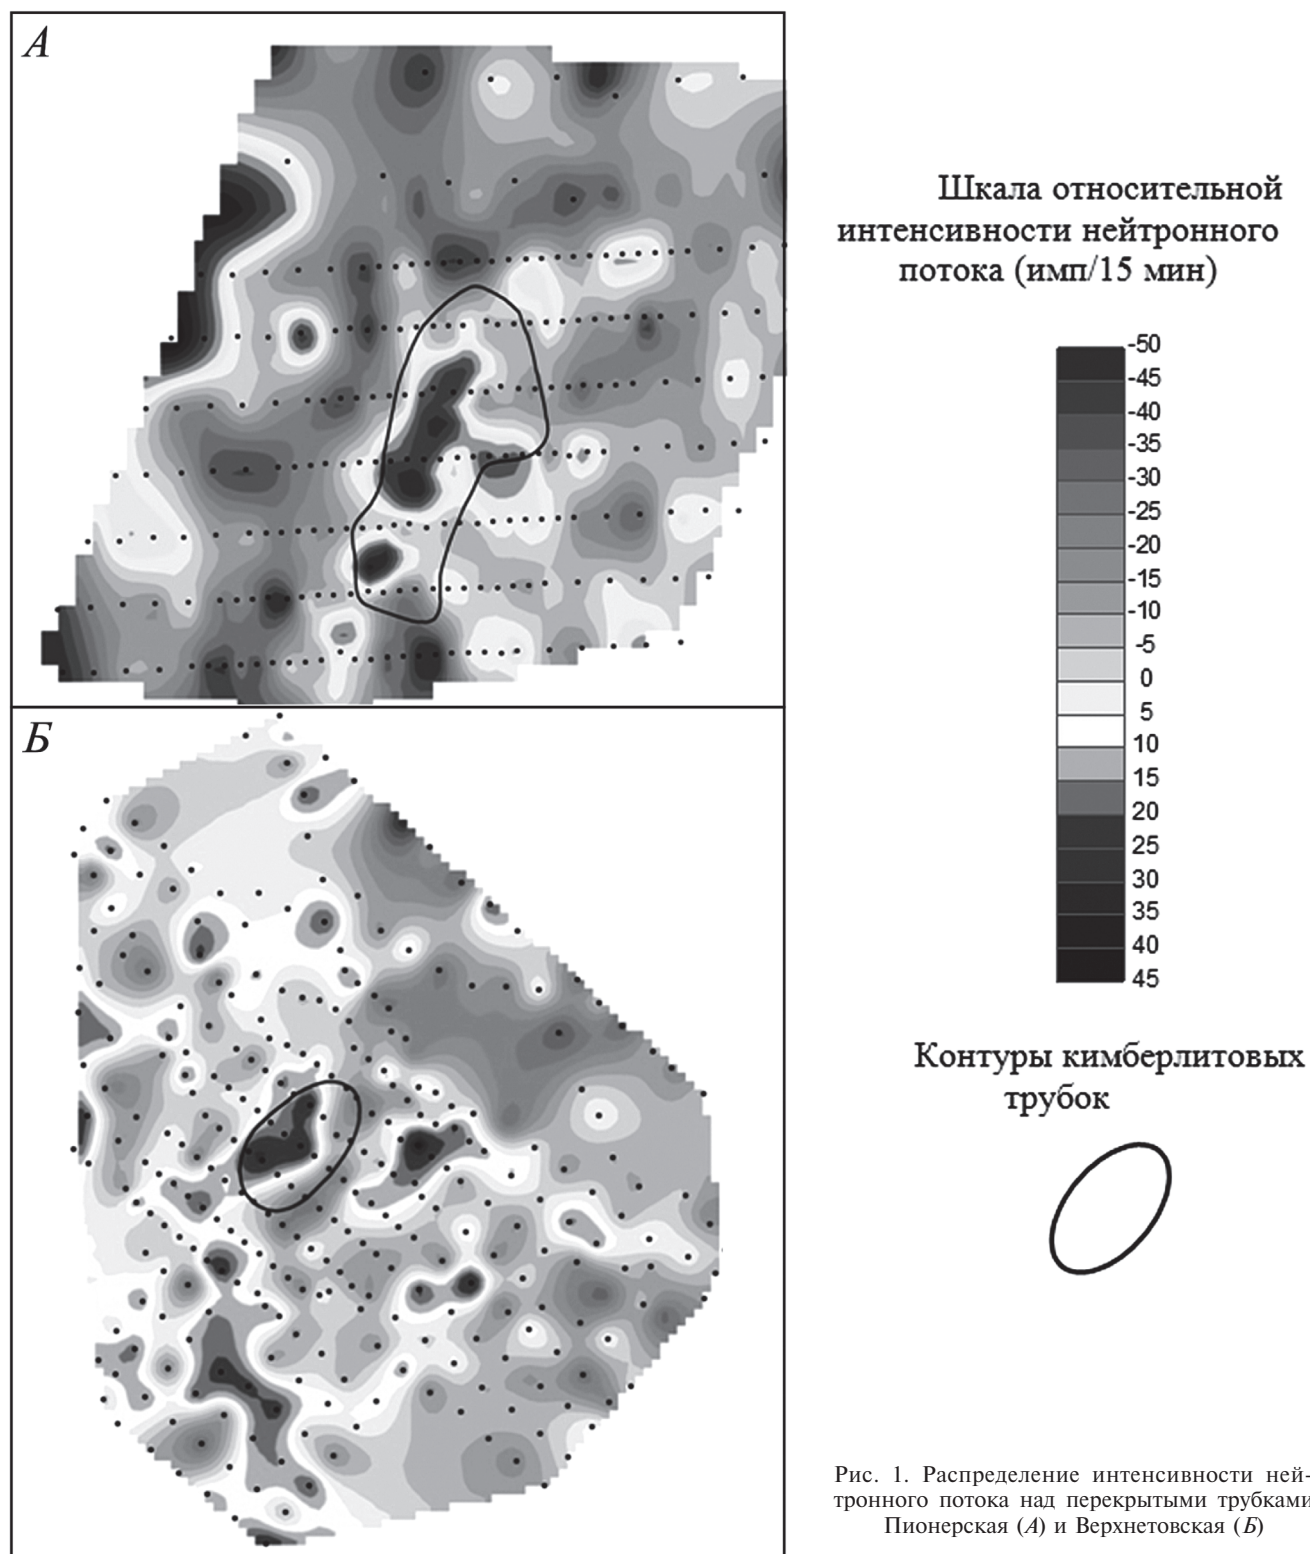 А
Шкала относительной
интенсивности нейтронного
потока (имп/15 мин)
-50
-45
-40
-35
-30
-25
-20
-15
-10
-5
0
5
10
15
20
25
30
35
40
45
Б
Контуры кимберлитовых
трубок
Рис. 1. Распределение интенсивности ней-
тронного потока над перекрытыми трубками
Пионерская (А) и Верхнетовская (Б)